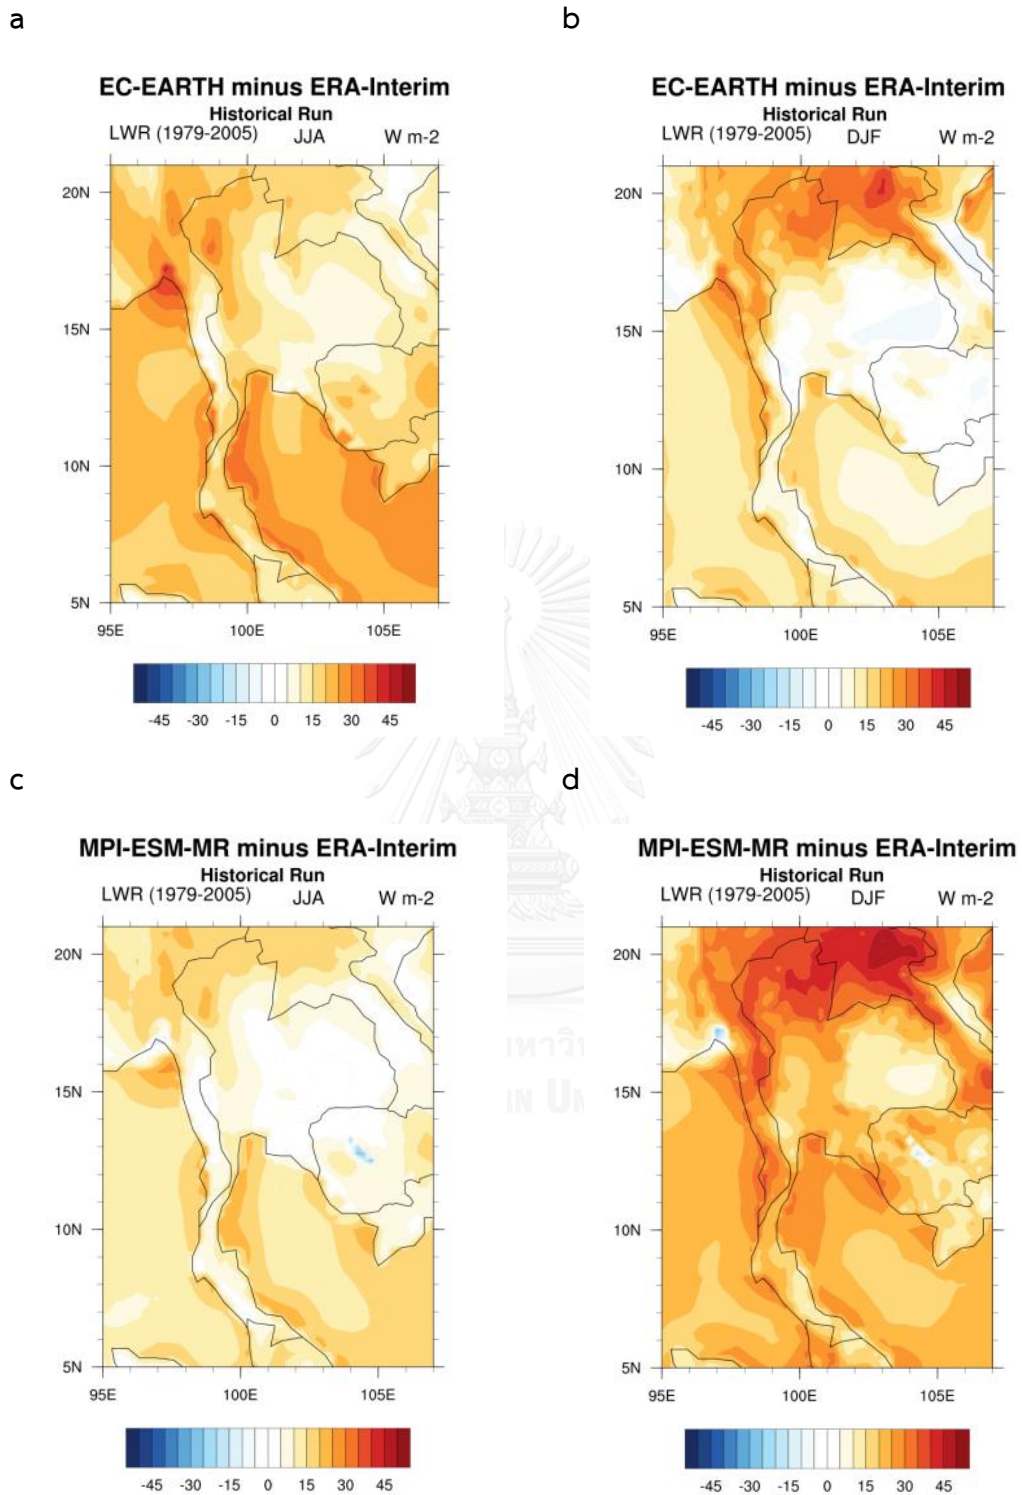 a
EC-EARTH minus ERA-Interim
Historical Run
LWR (1979-2005) JJA W m-2
20N
15N
10N
5N
95E 100E 105E
-45 -30 -15 0 15 30 45
b
EC-EARTH minus ERA-Interim
Historical Run
LWR (1979-2005) DJF W m-2
20N
15N
10N
5N
95E 100E 105E
-45 -30 -15 0 15 30 45
c
MPI-ESM-MR minus ERA-Interim
Historical Run
LWR (1979-2005) JJA W m-2
20N
15N
10N
5N
95E 100E 105E
-45 -30 -15 0 15 30 45
d
MPI-ESM-MR minus ERA-Interim
Historical Run
LWR (1979-2005) DJF W m-2
20N
15N
10N
5N
95E 100E 105E
-45 -30 -15 0 15 30 45